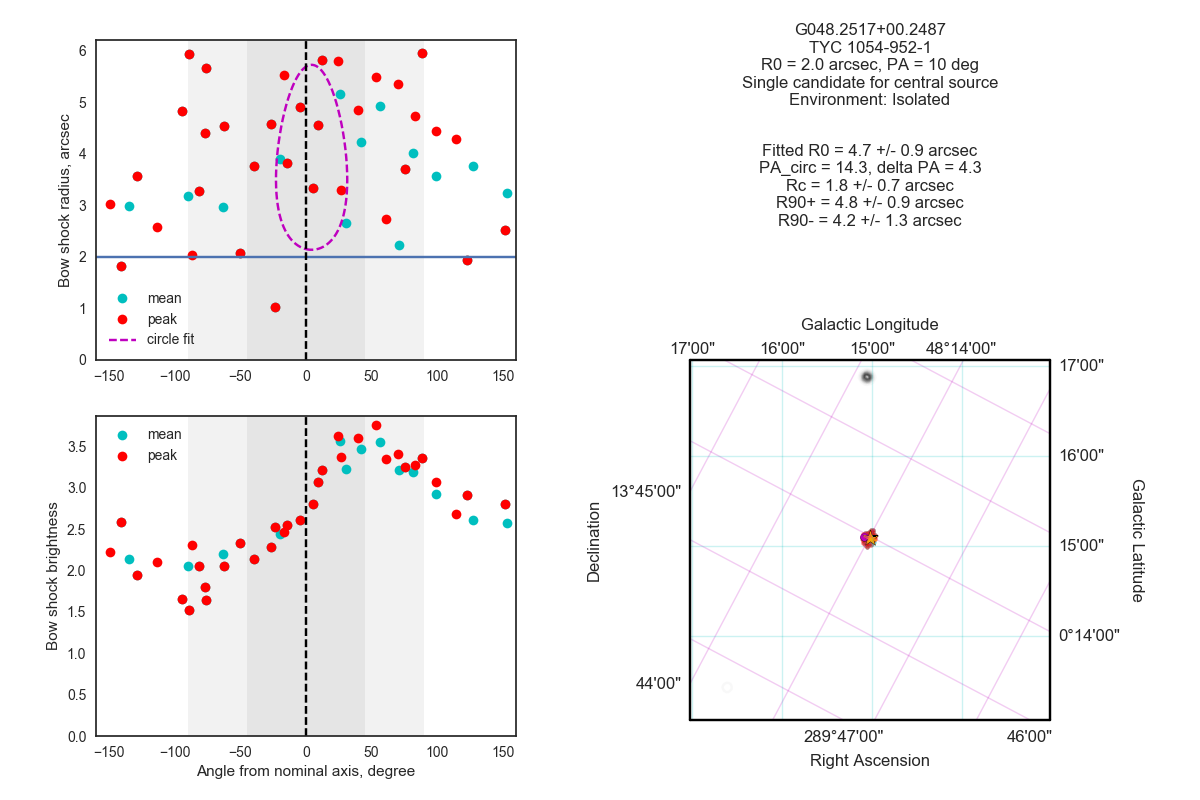 G048.2517+00.2487
TYC 1054-952-1
R0 = 2.0 arcsec, PA = 10 deg
Single candidate for central source
Environment: Isolated
Fitted R0 = 4.7 +/- 0.9 arcsec
PA_circ = 14.3, delta PA = 4.3
Rc = 1.8 +/- 0.7 arcsec
R90+ = 4.8 +/- 0.9 arcsec
R90- = 4.2 +/- 1.3 arcsec
Bow shock radius, arcsec
6
5
4
3
2
1
0
mean
peak
circle fit
−150 −100 −50 0 50 100 150
Bow shock brightness
3.5
3.0
2.5
2.0
1.5
1.0
0.5
0.0
mean
peak
−150 −100 −50 0 50 100 150
Angle from nominal axis, degree
Galactic Longitude
17'00" 16'00" 15'00" 48°14'00"
17'00"
16'00"
15'00"
0°14'00"
Galactic Latitude
Declination
13°45'00"
44'00"
289°47'00" 46'00"
Right Ascension